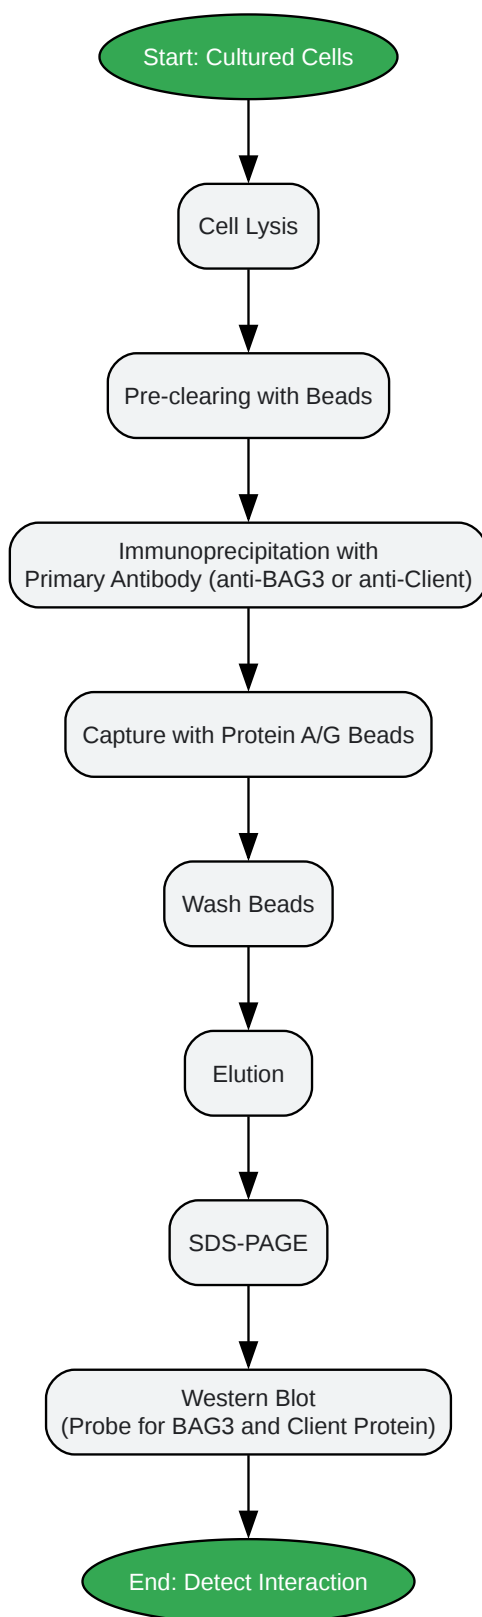 Start: Cultured Cells
Cell Lysis
Pre-clearing with Beads
Immunoprecipitation with
Primary Antibody (anti-BAG3 or anti-Client)
Capture with Protein A/G Beads
Wash Beads
Elution
SDS-PAGE
Western Blot
(Probe for BAG3 and Client Protein)
End: Detect Interaction